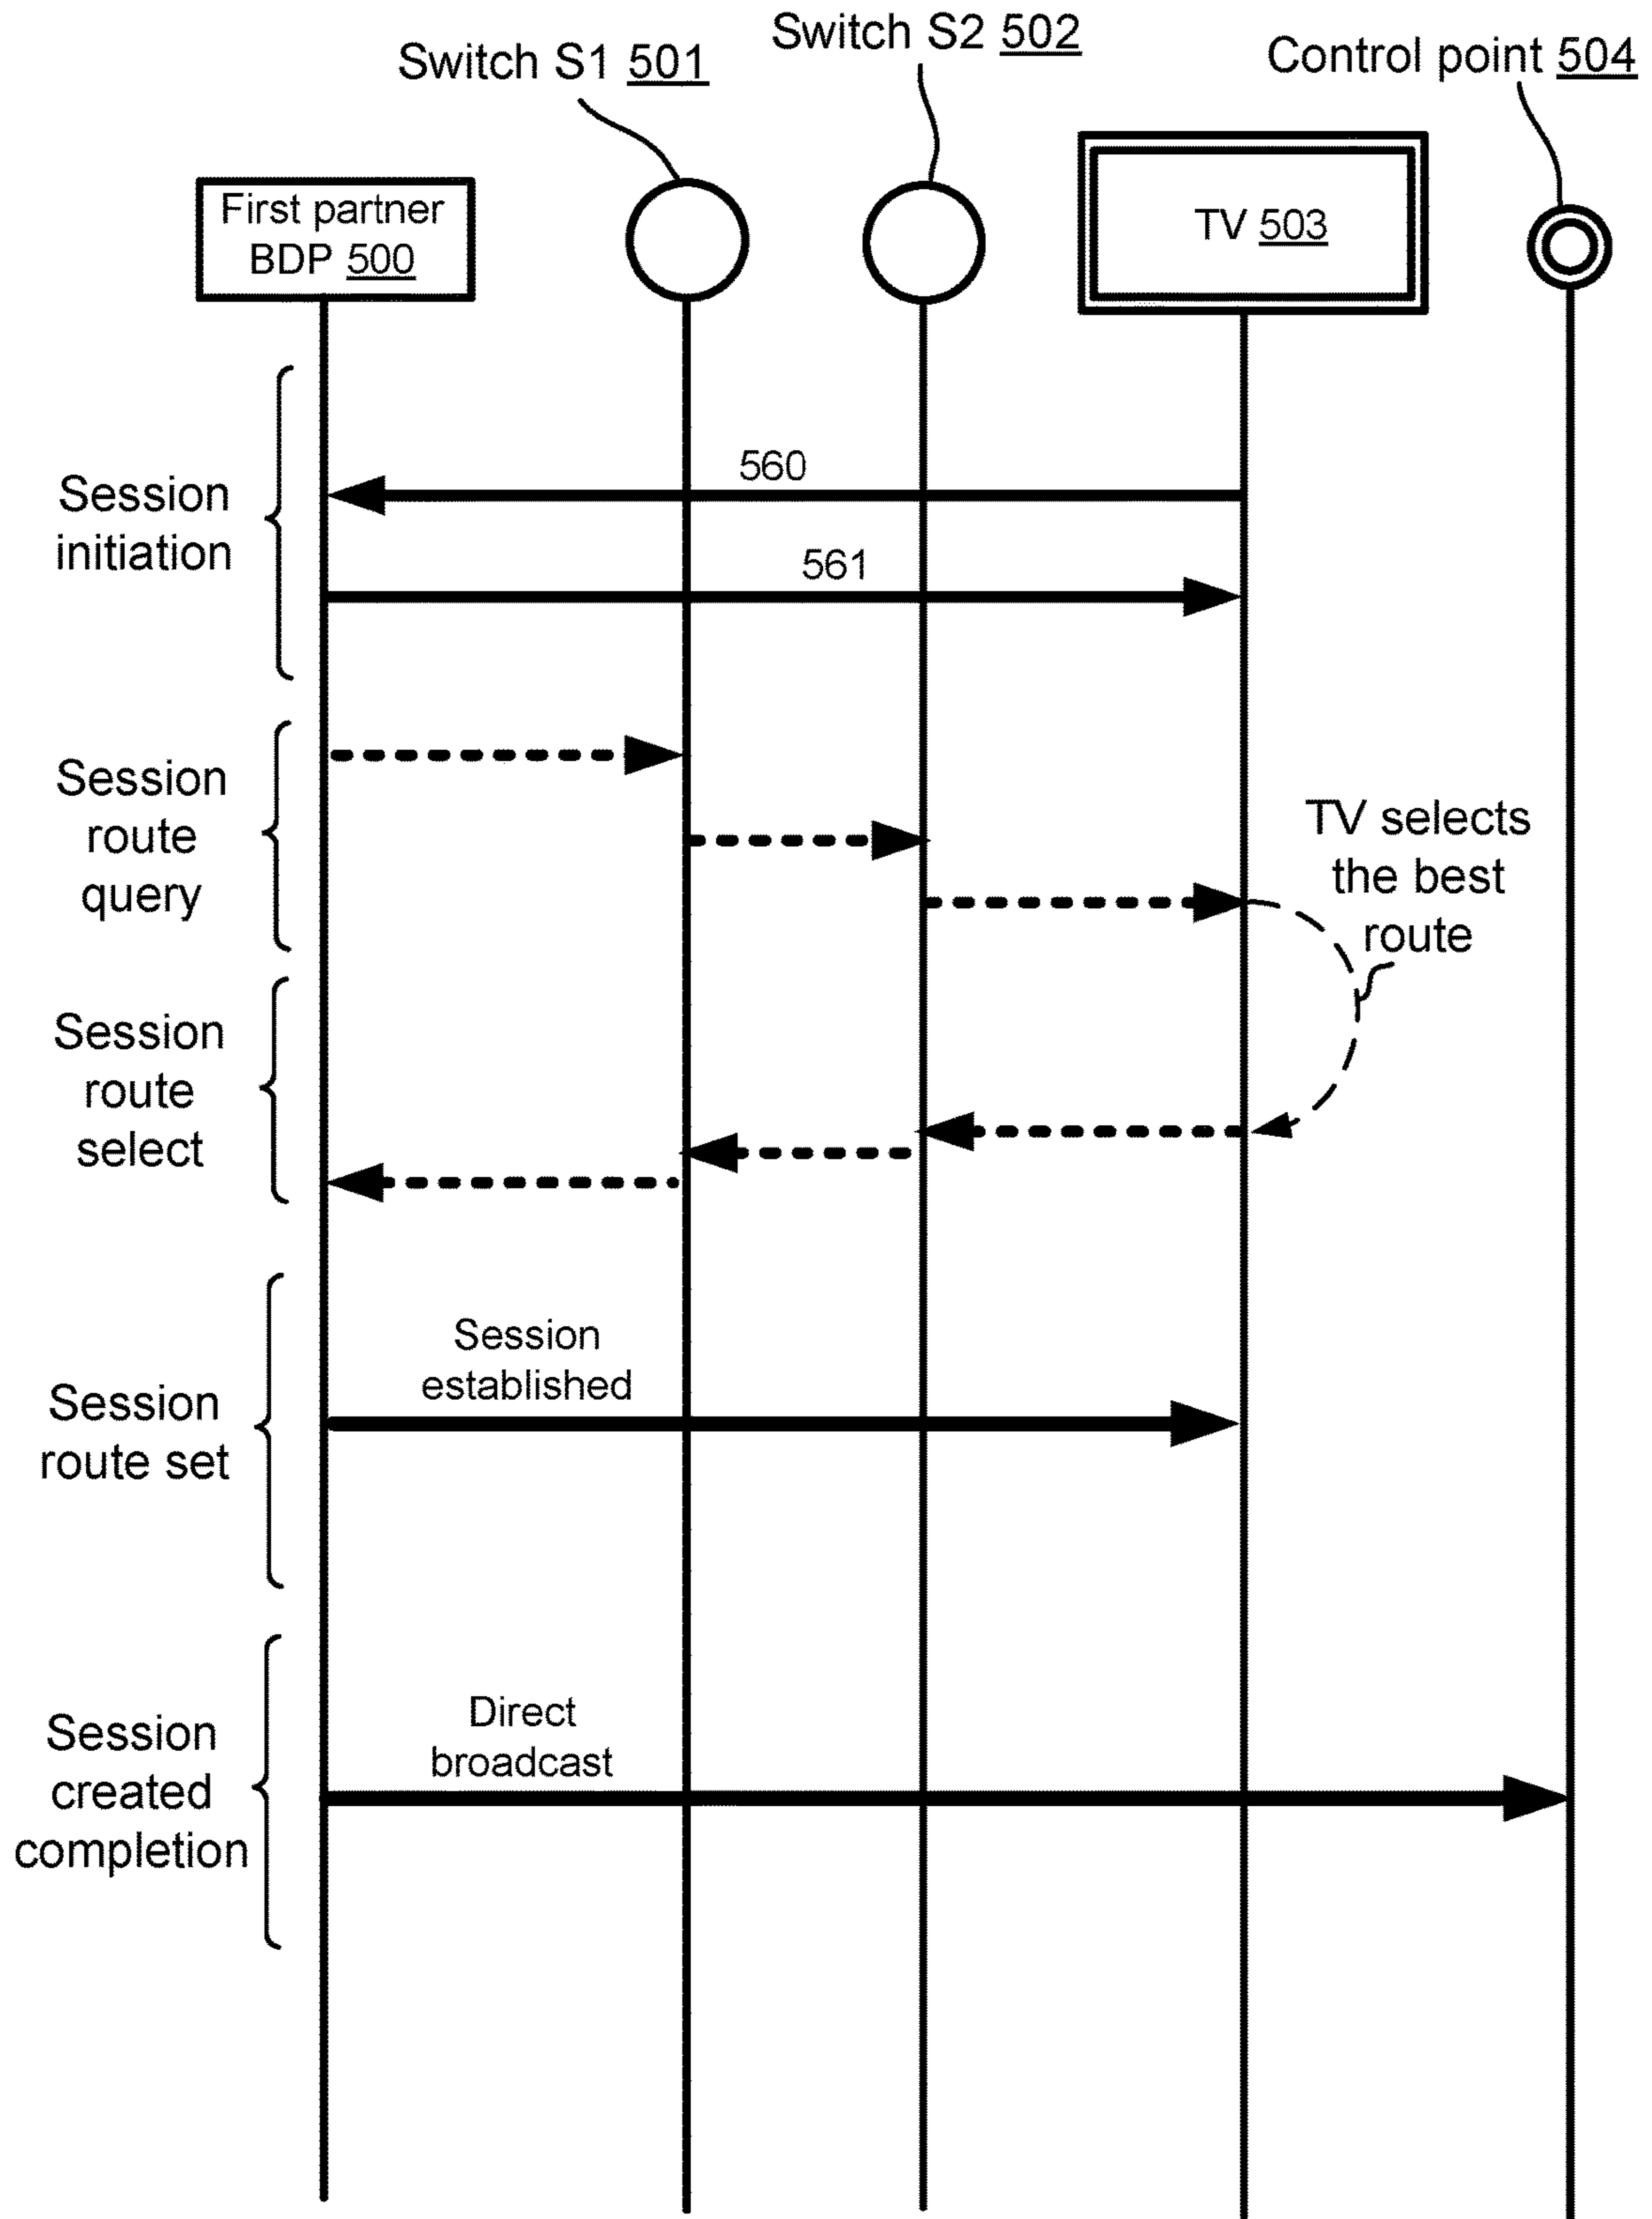 Switch S1 501
Switch S2 502
Control point 504
First partner
BDP 500
TV 503
Session
initiation
560
561
Session
route
query
TV selects
the best
route
Session
route
select
Session
route set
Session
established
Session
created
completion
Direct
broadcast